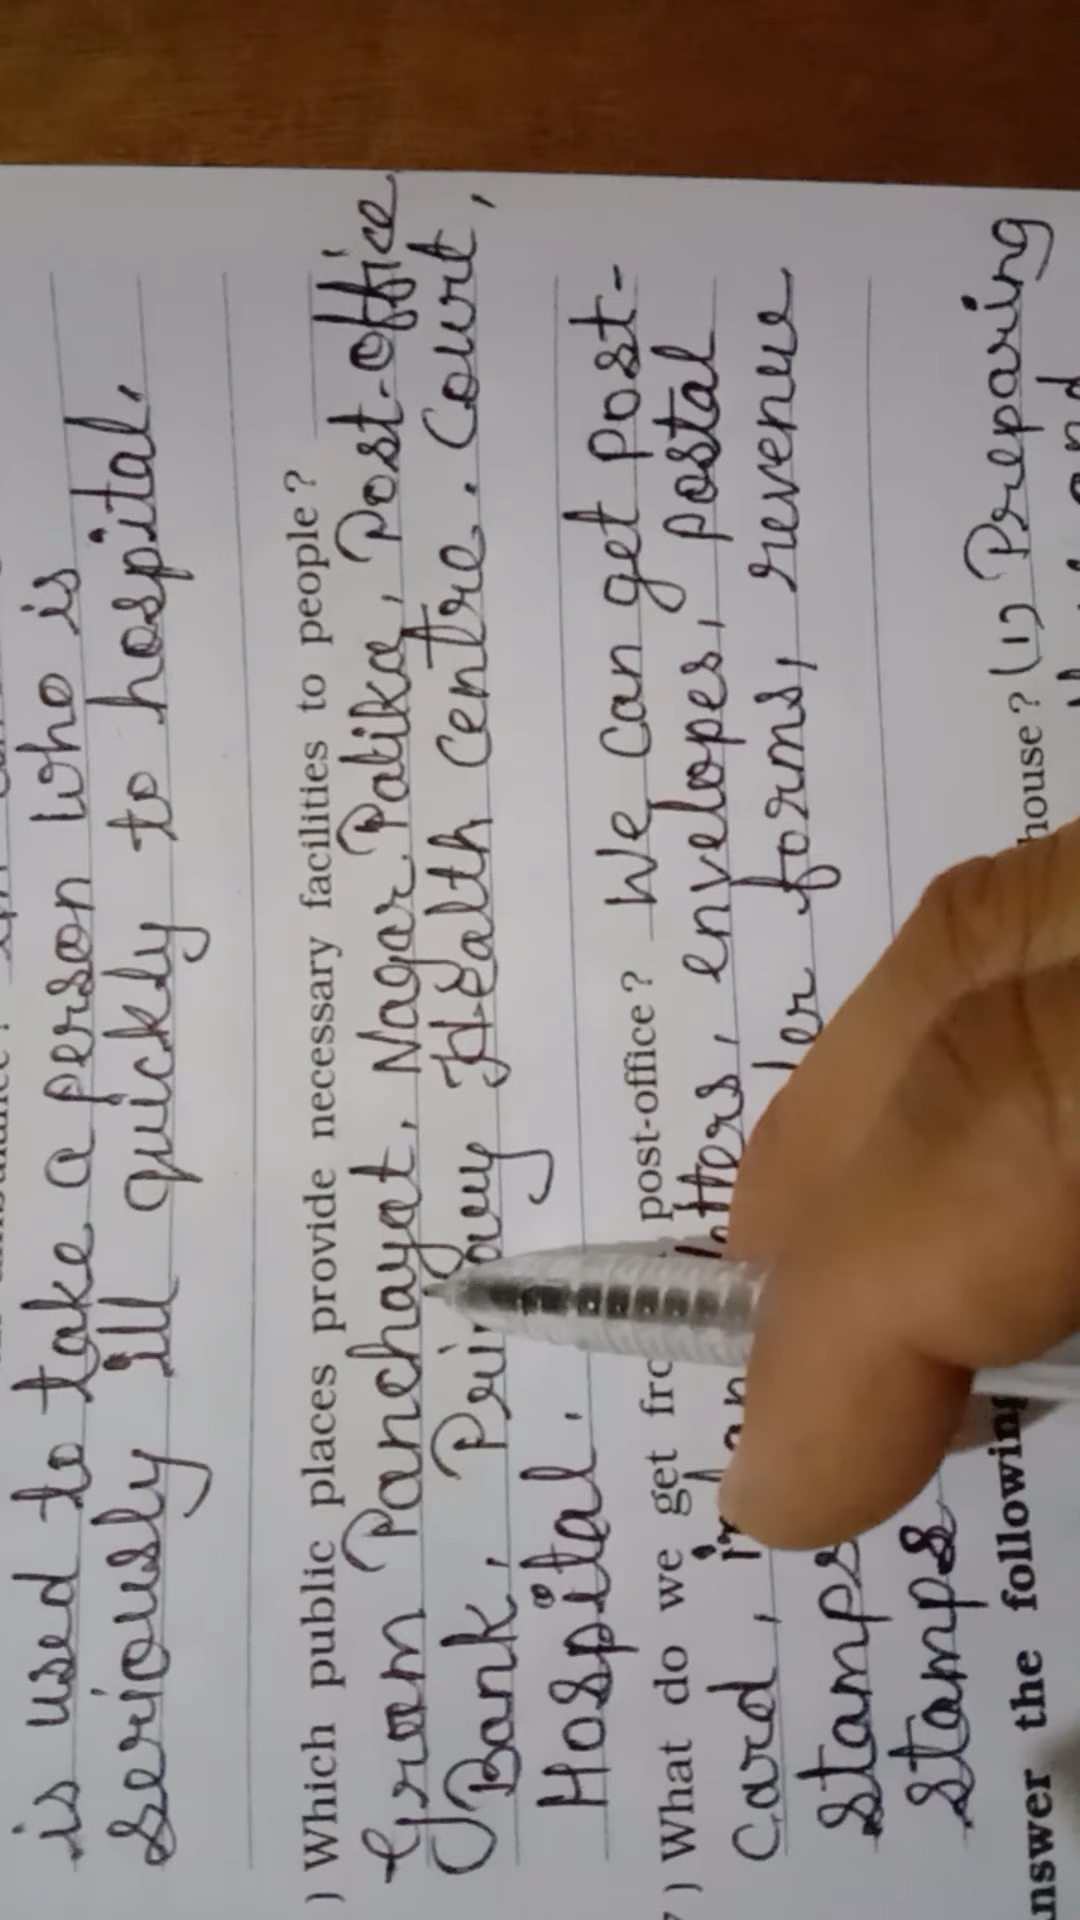 is used to take a person who is
seriously ill quickly to hospital.
) Which public places provide necessary facilities to people ?
Gram Panchayat, Nagar Palika, Post-office
Bank, Primary Health Centre. Court,
Hospital.
) What do we get post-office ? We can get post-
Card, envelopes, postal
stamps forms, revenue
stamps
nswer the following
house ? (1) Preparing